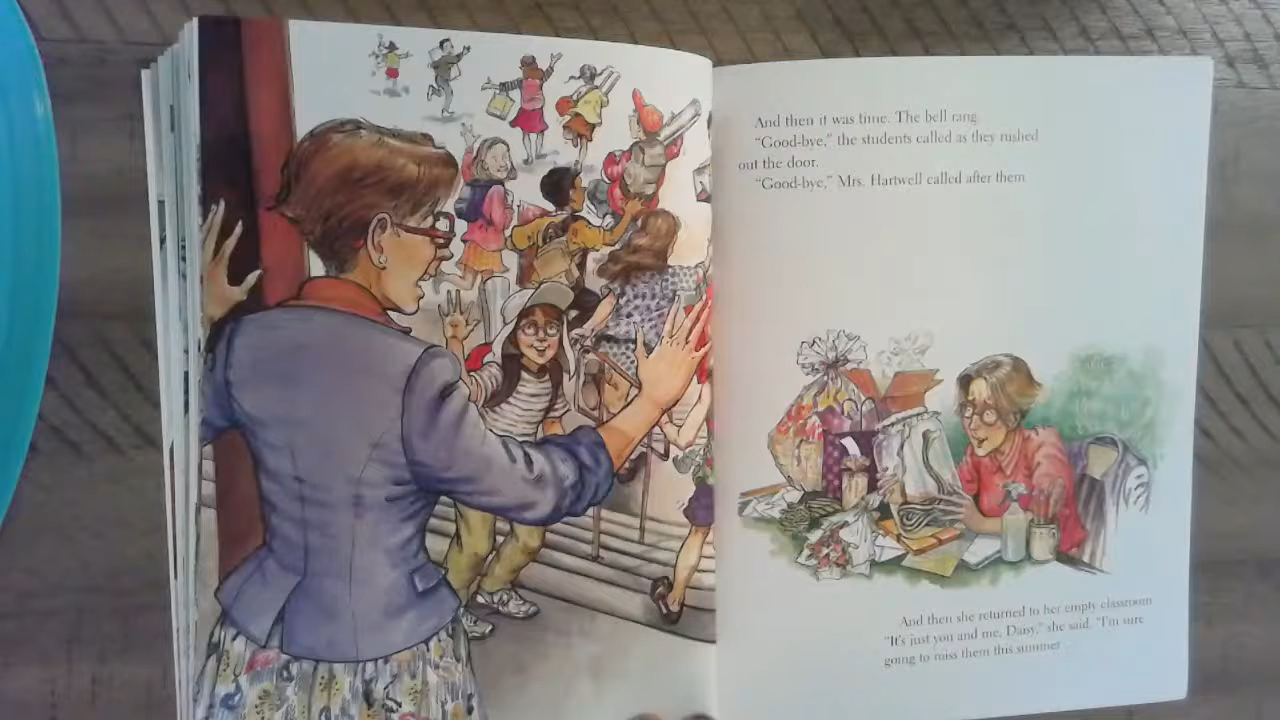 And then it was time. The bell rang.
"Good-bye," the students called as they rushed
out the door.
"Good-bye," Mrs. Hartwell called after them.
And then she returned to her empty classroom.
"It's just you and me, Daisy," she said. "I'm sure
going to miss them this summer."